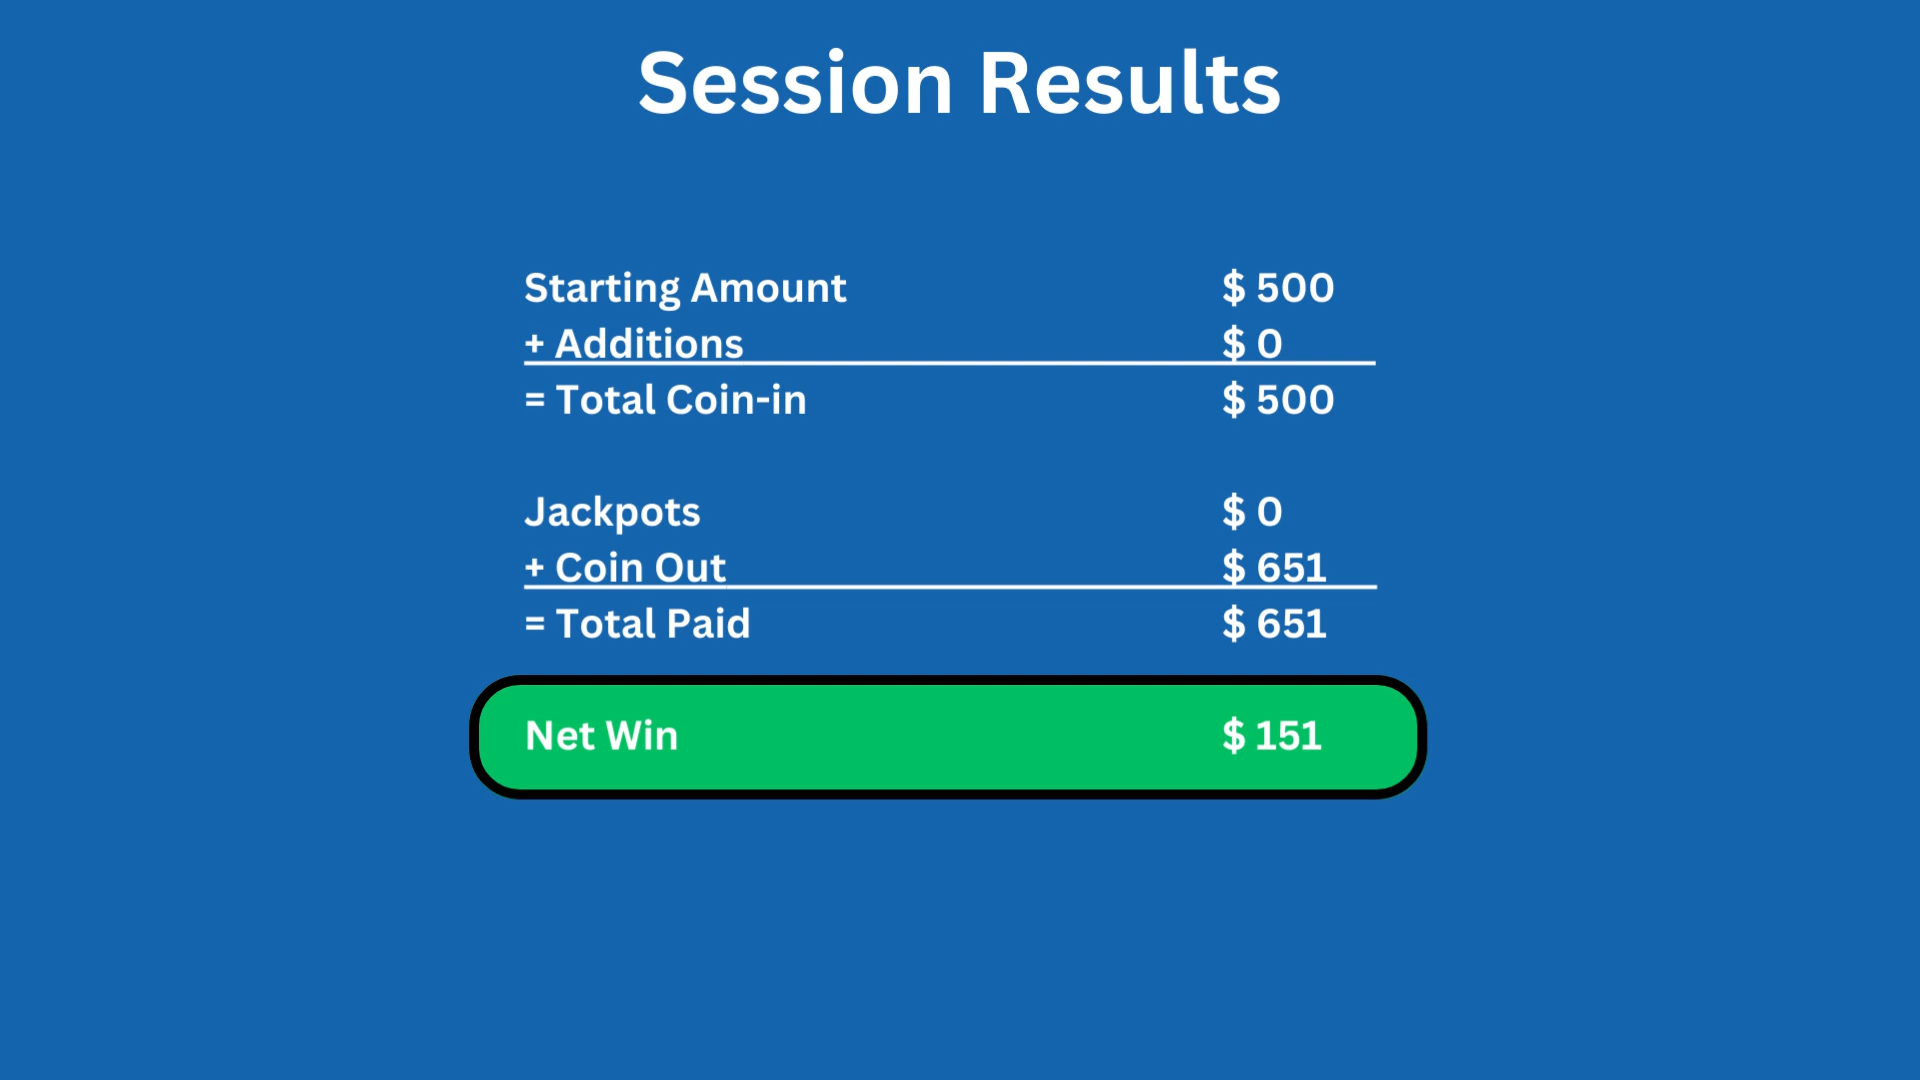 Session Results
Starting Amount $ 500
+ Additions $ 0
= Total Coin-in $ 500
Jackpots $ 0
+ Coin Out $ 651
= Total Paid $ 651
Net Win $ 151